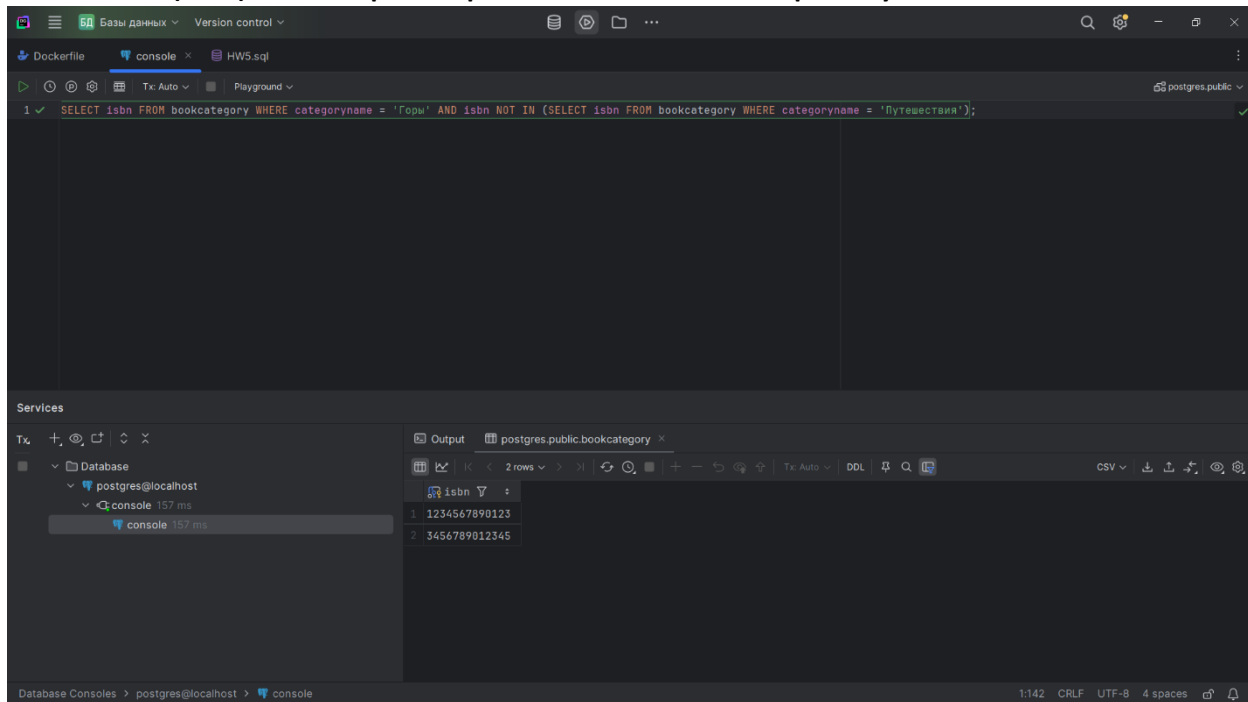 БД Базы данных Version control
Dockerfile console HW5.sql
Tx: Auto Playground postgres.public
1 SELECT isbn FROM bookcategory WHERE categoryname = 'Горы' AND isbn NOT IN (SELECT isbn FROM bookcategory WHERE categoryname = 'Путешествия');
Services
Tx Output postgres.public.bookcategory
Database 2 rows Tx: Auto DDL CSV
postgres@localhost isbn
console 157 ms 1 1234567890123
console 157 ms 2 3456789012345
Database Consoles > postgres@localhost > console 1:142 CRLF UTF-8 4 spaces